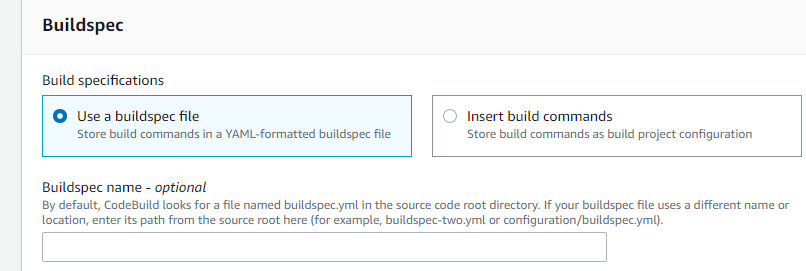 Buildspec
Build specifications
Use a buildspec file
Store build commands in a YAML-formatted buildspec file
Insert build commands
Store build commands as build project configuration
Buildspec name - optional
By default, CodeBuild looks for a file named buildspec.yml in the source code root directory. If your buildspec file uses a different name or
location, enter its path from the source root here (for example, buildspec-two.yml or configuration/buildspec.yml).